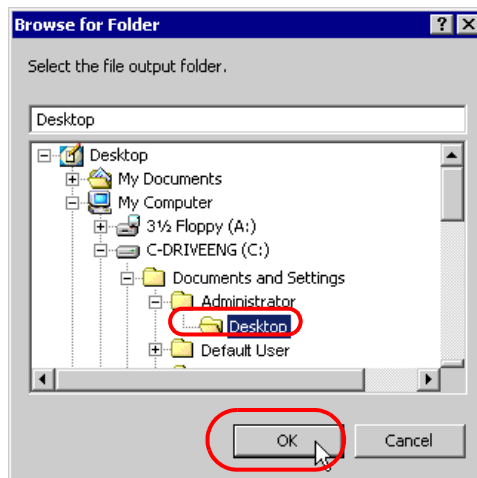 Browse for Folder
Select the file output folder.
Desktop
Desktop
My Documents
My Computer
3½ Floppy (A:)
C-DRIVEENG (C:)
Documents and Settings
Administrator
Desktop
Default User
OK
Cancel